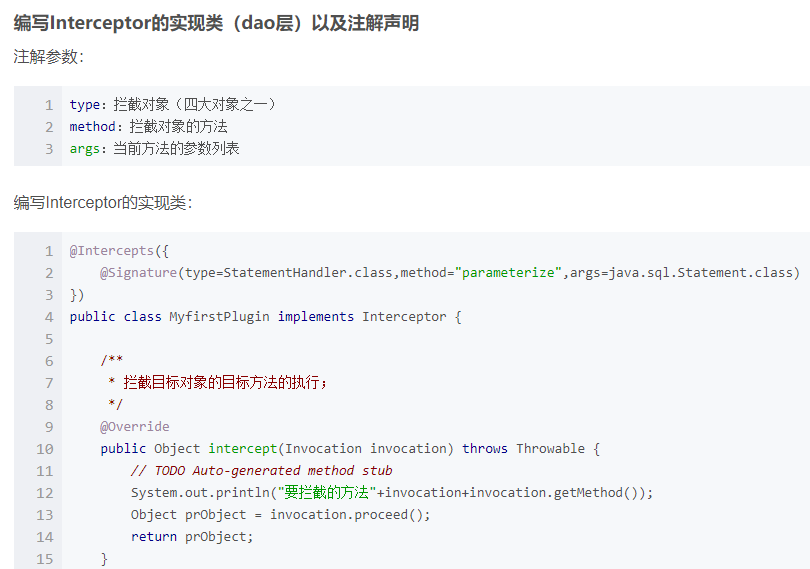 编写Interceptor的实现类（dao层）以及注解声明
注解参数：
1 type：拦截对象（四大对象之一）
2 method：拦截对象的方法
3 args：当前方法的参数列表
编写Interceptor的实现类：
1 @Intercepts({
2     @Signature(type=StatementHandler.class,method="parameterize",args=java.sql.Statement.class)
3 })
4 public class MyfirstPlugin implements Interceptor {
5
6     /**
7      * 拦截目标对象的目标方法的执行；
8      */
9     @Override
10     public Object intercept(Invocation invocation) throws Throwable {
11         // TODO Auto-generated method stub
12         System.out.println("要拦截的方法"+invocation+invocation.getMethod());
13         Object prObject = invocation.proceed();
14         return prObject;
15     }